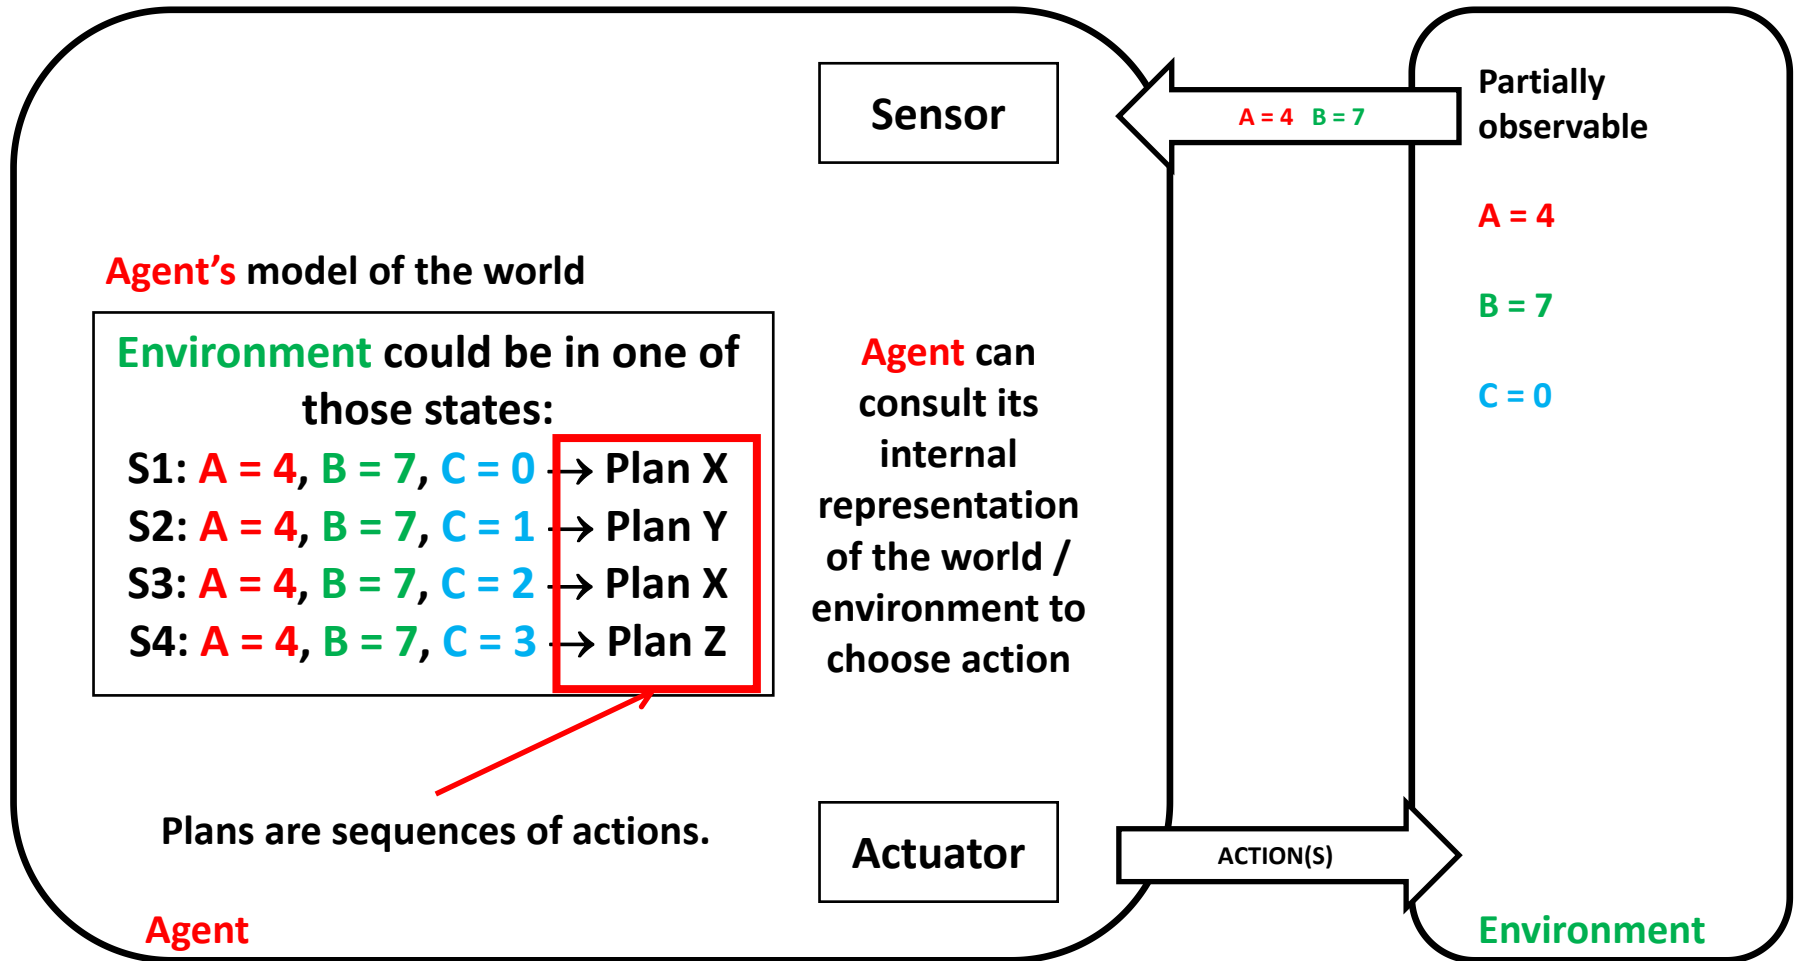 Sensor
A = 4 B = 7
Partially
observable
A = 4
B = 7
C = 0
Agent’s model of the world
Environment could be in one of
those states:
S1: A = 4, B = 7, C = 0 → Plan X
S2: A = 4, B = 7, C = 1 → Plan Y
S3: A = 4, B = 7, C = 2 → Plan X
S4: A = 4, B = 7, C = 3 → Plan Z
Agent can
consult its
internal
representation
of the world /
environment to
choose action
Plans are sequences of actions.
Actuator
ACTION(S)
Agent
Environment